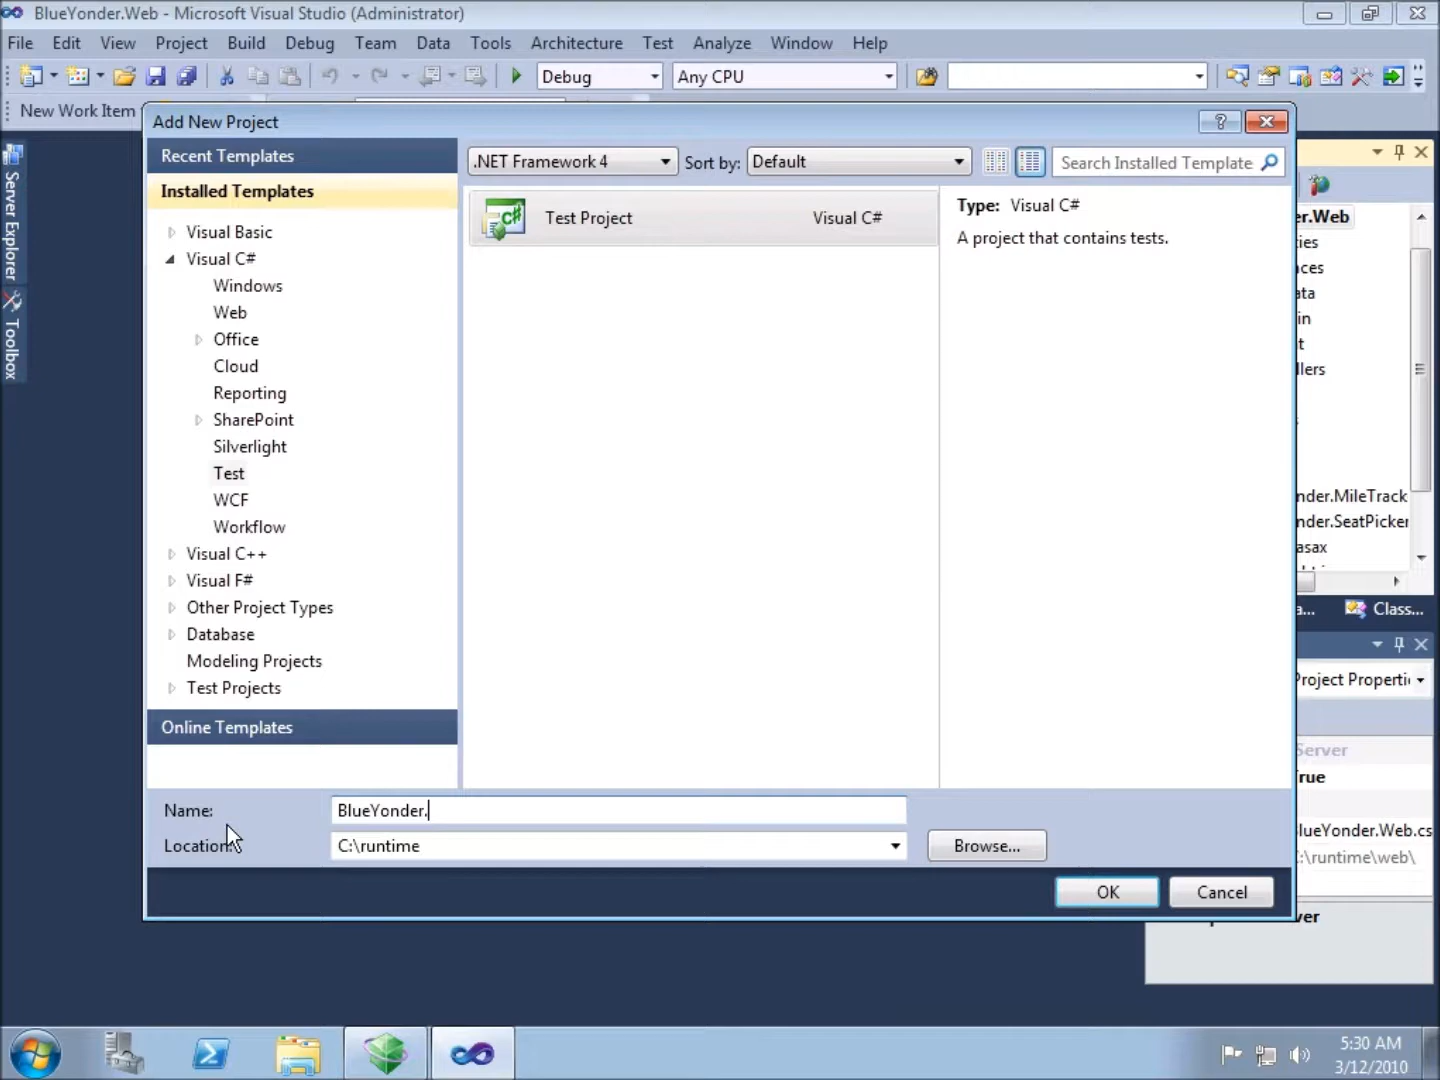 BlueYonder.Web - Microsoft Visual Studio (Administrator)
File Edit View Project Build Debug Team Data Tools Architecture Test Analyze Window Help
Debug Any CPU
New Work Item
Add New Project
Server Explorer
Toolbox
Recent Templates
Installed Templates
Visual Basic
Visual C#
Windows
Web
Office
Cloud
Reporting
SharePoint
Silverlight
Test
WCF
Workflow
Visual C++
Visual F#
Other Project Types
Database
Modeling Projects
Test Projects
Online Templates
.NET Framework 4 Sort by: Default Search Installed Template
Test Project Visual C#
Type: Visual C#
A project that contains tests.
Name: BlueYonder.
Location: C:\runtime Browse...
OK Cancel
er.Web
ies
nces
ata
in
t
llers
nder.MileTrack
nder.SeatPicker
asax
a... Class...
Project Properti
Server
rue
lueYonder.Web.cs
:\runtime\web\
ver
5:30 AM
3/12/2010